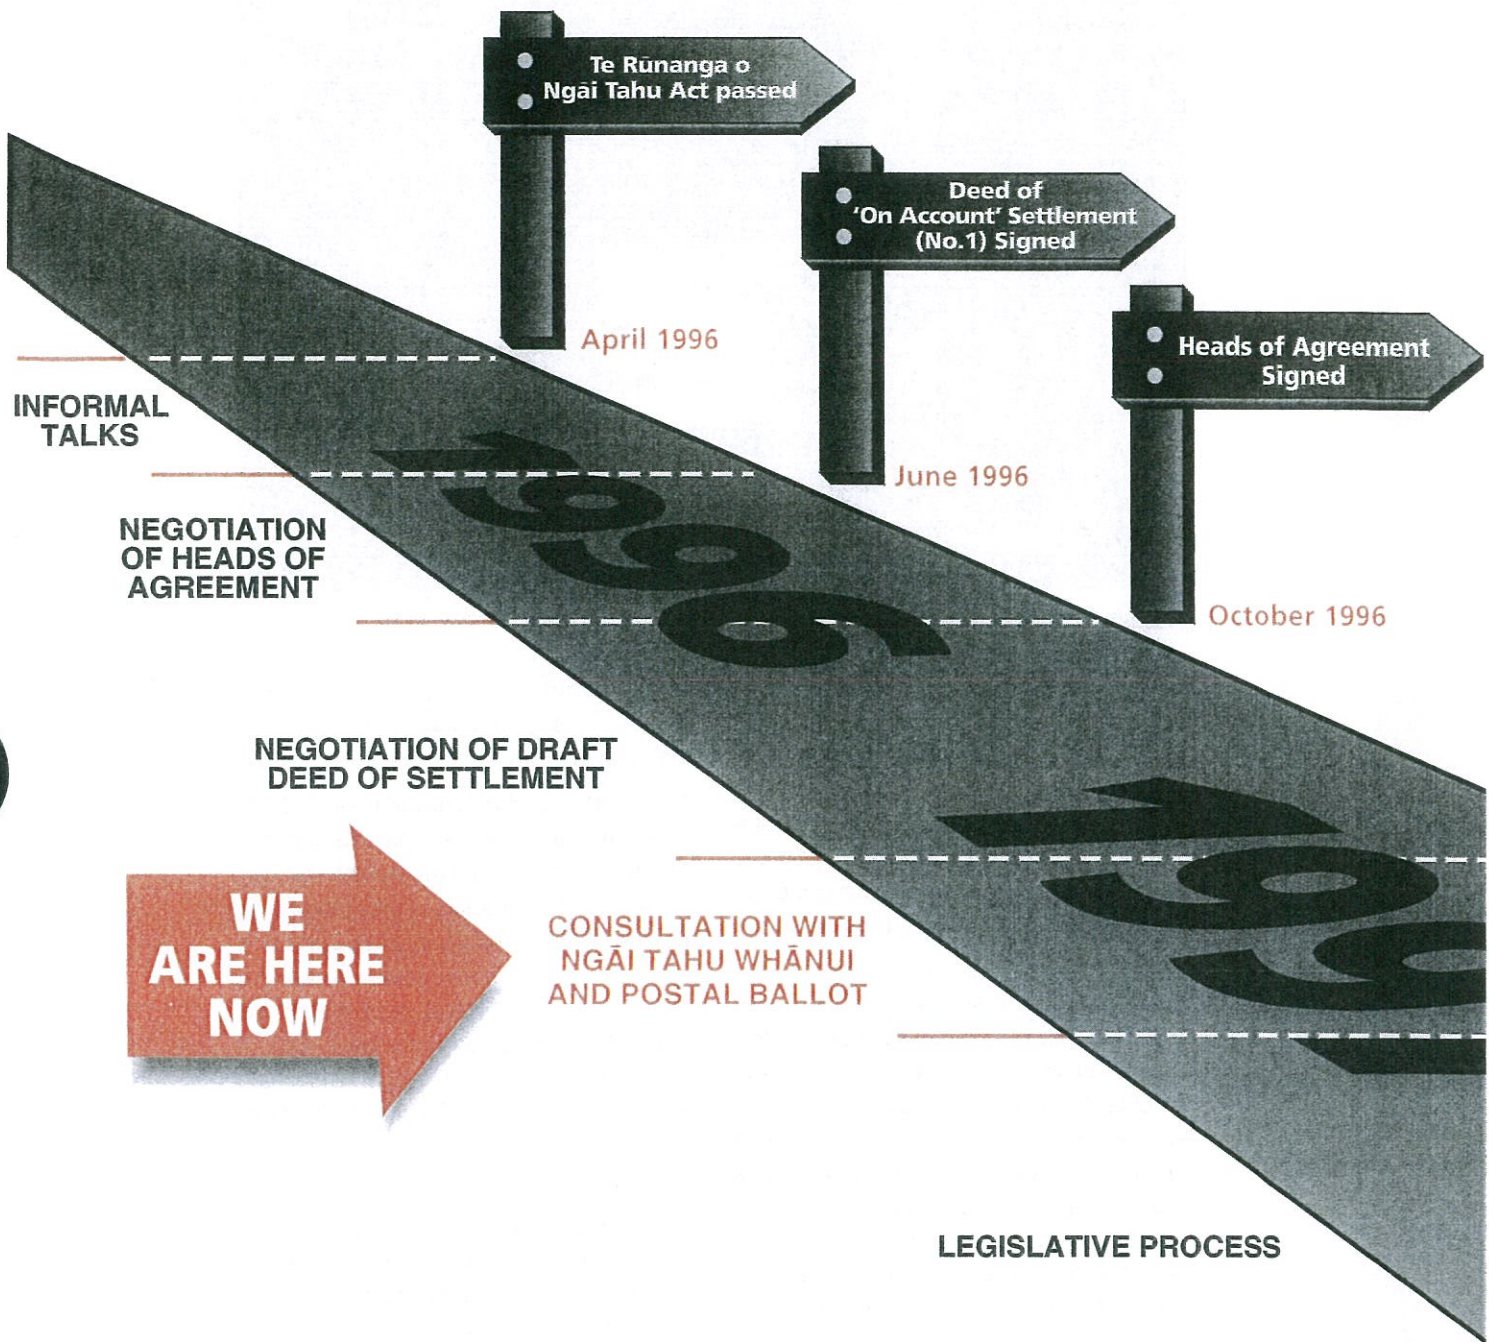 Te Rūnanga o
Ngāi Tahu Act passed
April 1996
Deed of
'On Account' Settlement
(No.1) Signed
June 1996
Heads of Agreement
Signed
October 1996
INFORMAL
TALKS
1996
NEGOTIATION
OF HEADS OF
AGREEMENT
NEGOTIATION OF DRAFT
DEED OF SETTLEMENT
199
WE
ARE HERE
NOW
CONSULTATION WITH
NGĀI TAHU WHĀNUI
AND POSTAL BALLOT
LEGISLATIVE PROCESS